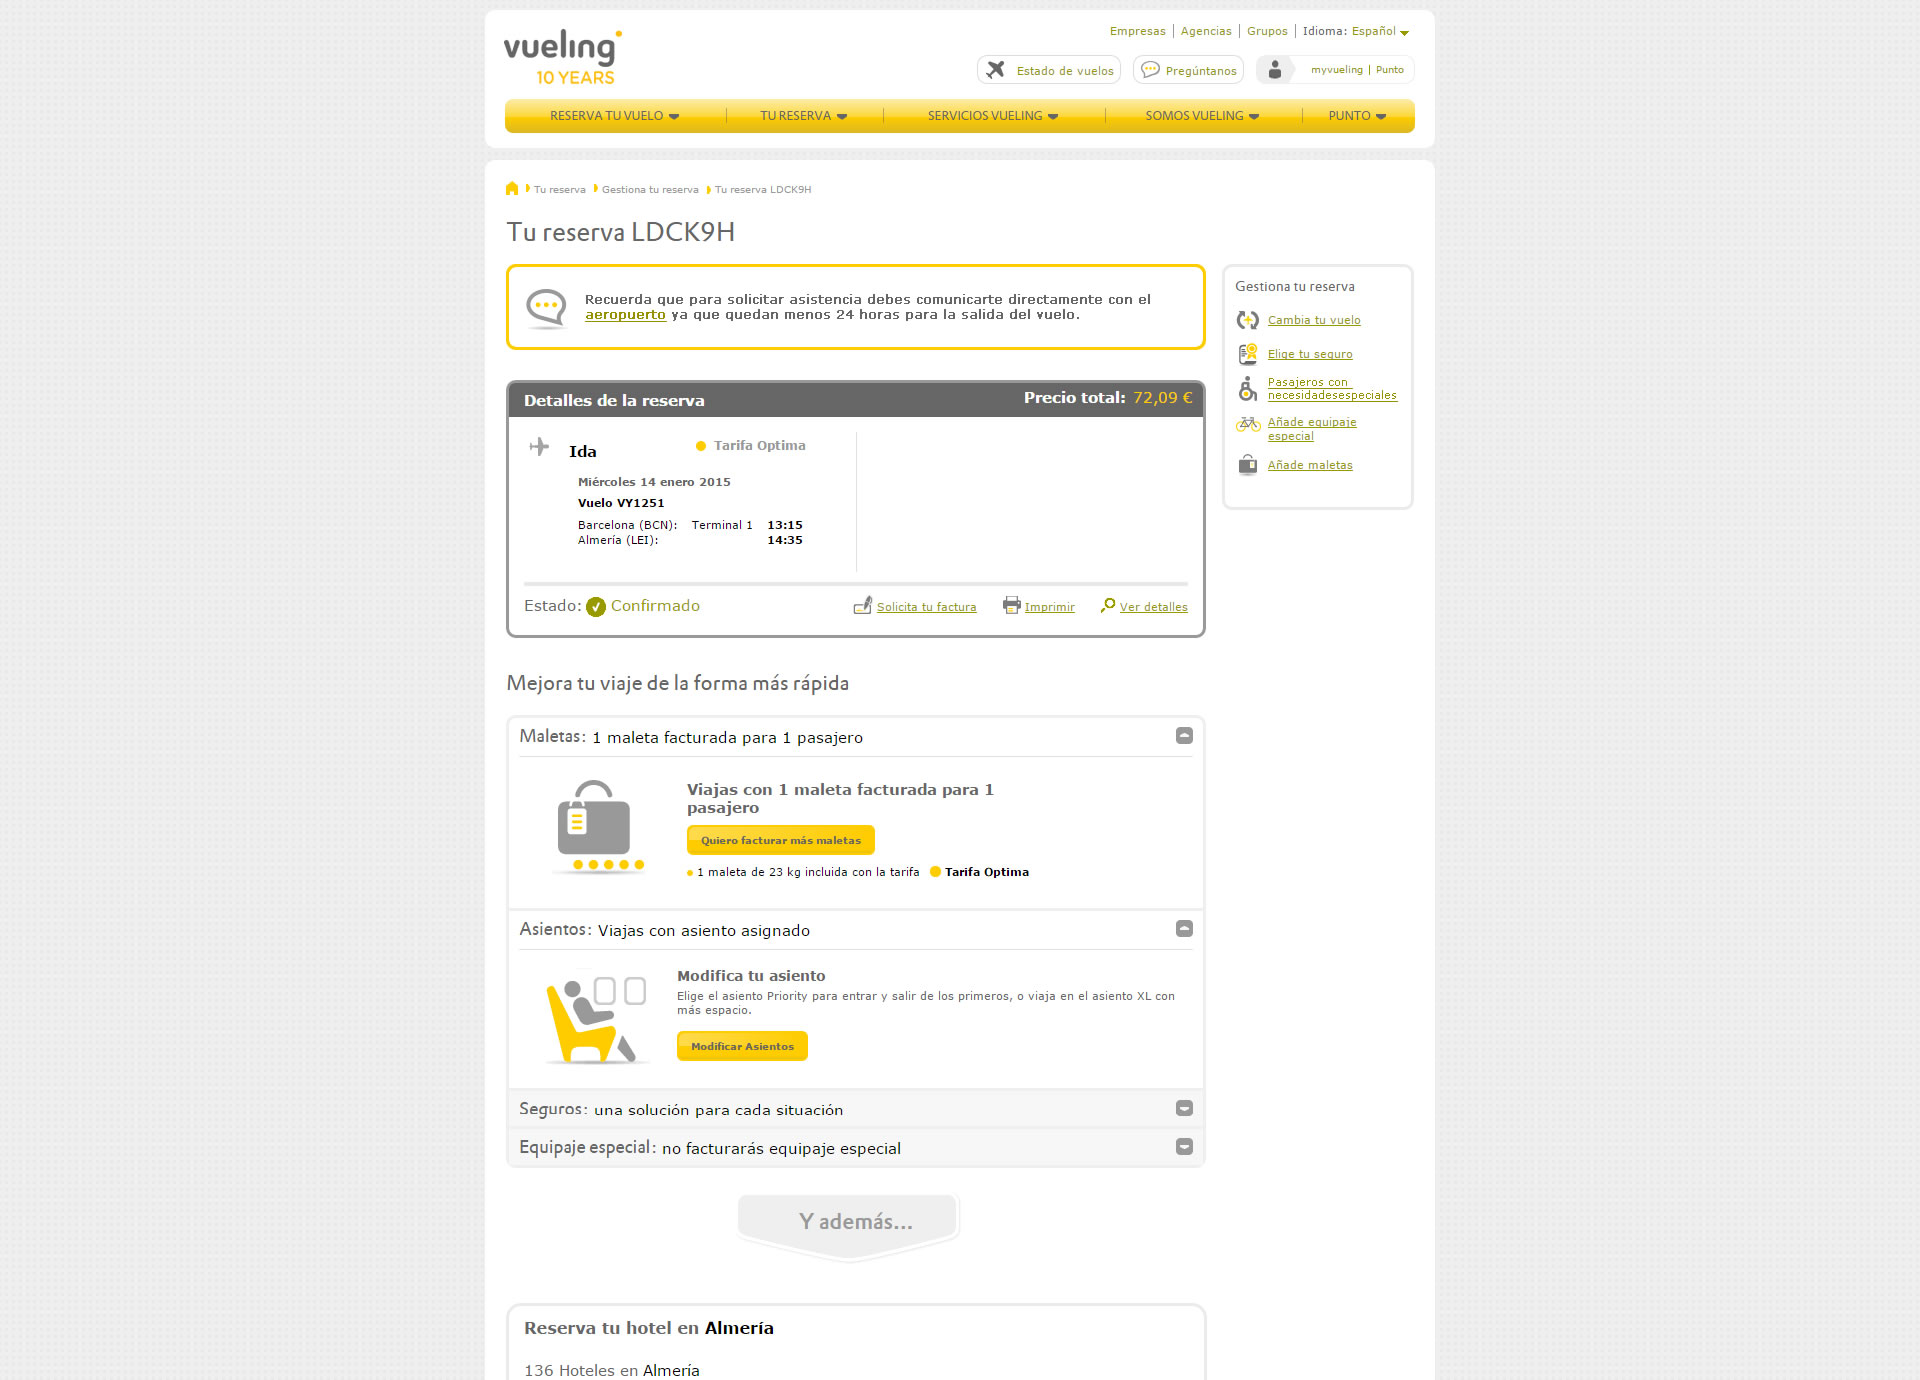 vueling
10 YEARS
Empresas | Agencias | Grupos | Idioma: Español
Estado de vuelos
Pregúntanos
myvueling | Punto
RESERVA TU VUELO
TU RESERVA
SERVICIOS VUELING
SOMOS VUELING
PUNTO
Tu reserva
Gestiona tu reserva
Tu reserva LDCK9H
Tu reserva LDCK9H
Recuerda que para solicitar asistencia debes comunicarte directamente con el
aeropuerto ya que quedan menos 24 horas para la salida del vuelo.
Gestiona tu reserva
Cambia tu vuelo
Elige tu seguro
Pasajeros con
necesidadesespeciales
Añade equipaje
especial
Añade maletas
Detalles de la reserva
Precio total: 72,09 €
Ida
Tarifa Optima
Miércoles 14 enero 2015
Vuelo VY1251
Barcelona (BCN): Terminal 1 13:15
Almería (LEI): 14:35
Estado: Confirmado
Solicita tu factura
Imprimir
Ver detalles
Mejora tu viaje de la forma más rápida
Maletas: 1 maleta facturada para 1 pasajero
Viajas con 1 maleta facturada para 1
pasajero
Quiero facturar más maletas
1 maleta de 23 kg incluida con la tarifa Tarifa Optima
Asientos: Viajas con asiento asignado
Modifica tu asiento
Elige el asiento Priority para entrar y salir de los primeros, o viaja en el asiento XL con
más espacio.
Modificar Asientos
Seguros: una solución para cada situación
Equipaje especial: no facturarás equipaje especial
Y además...
Reserva tu hotel en Almería
136 Hoteles en Almería